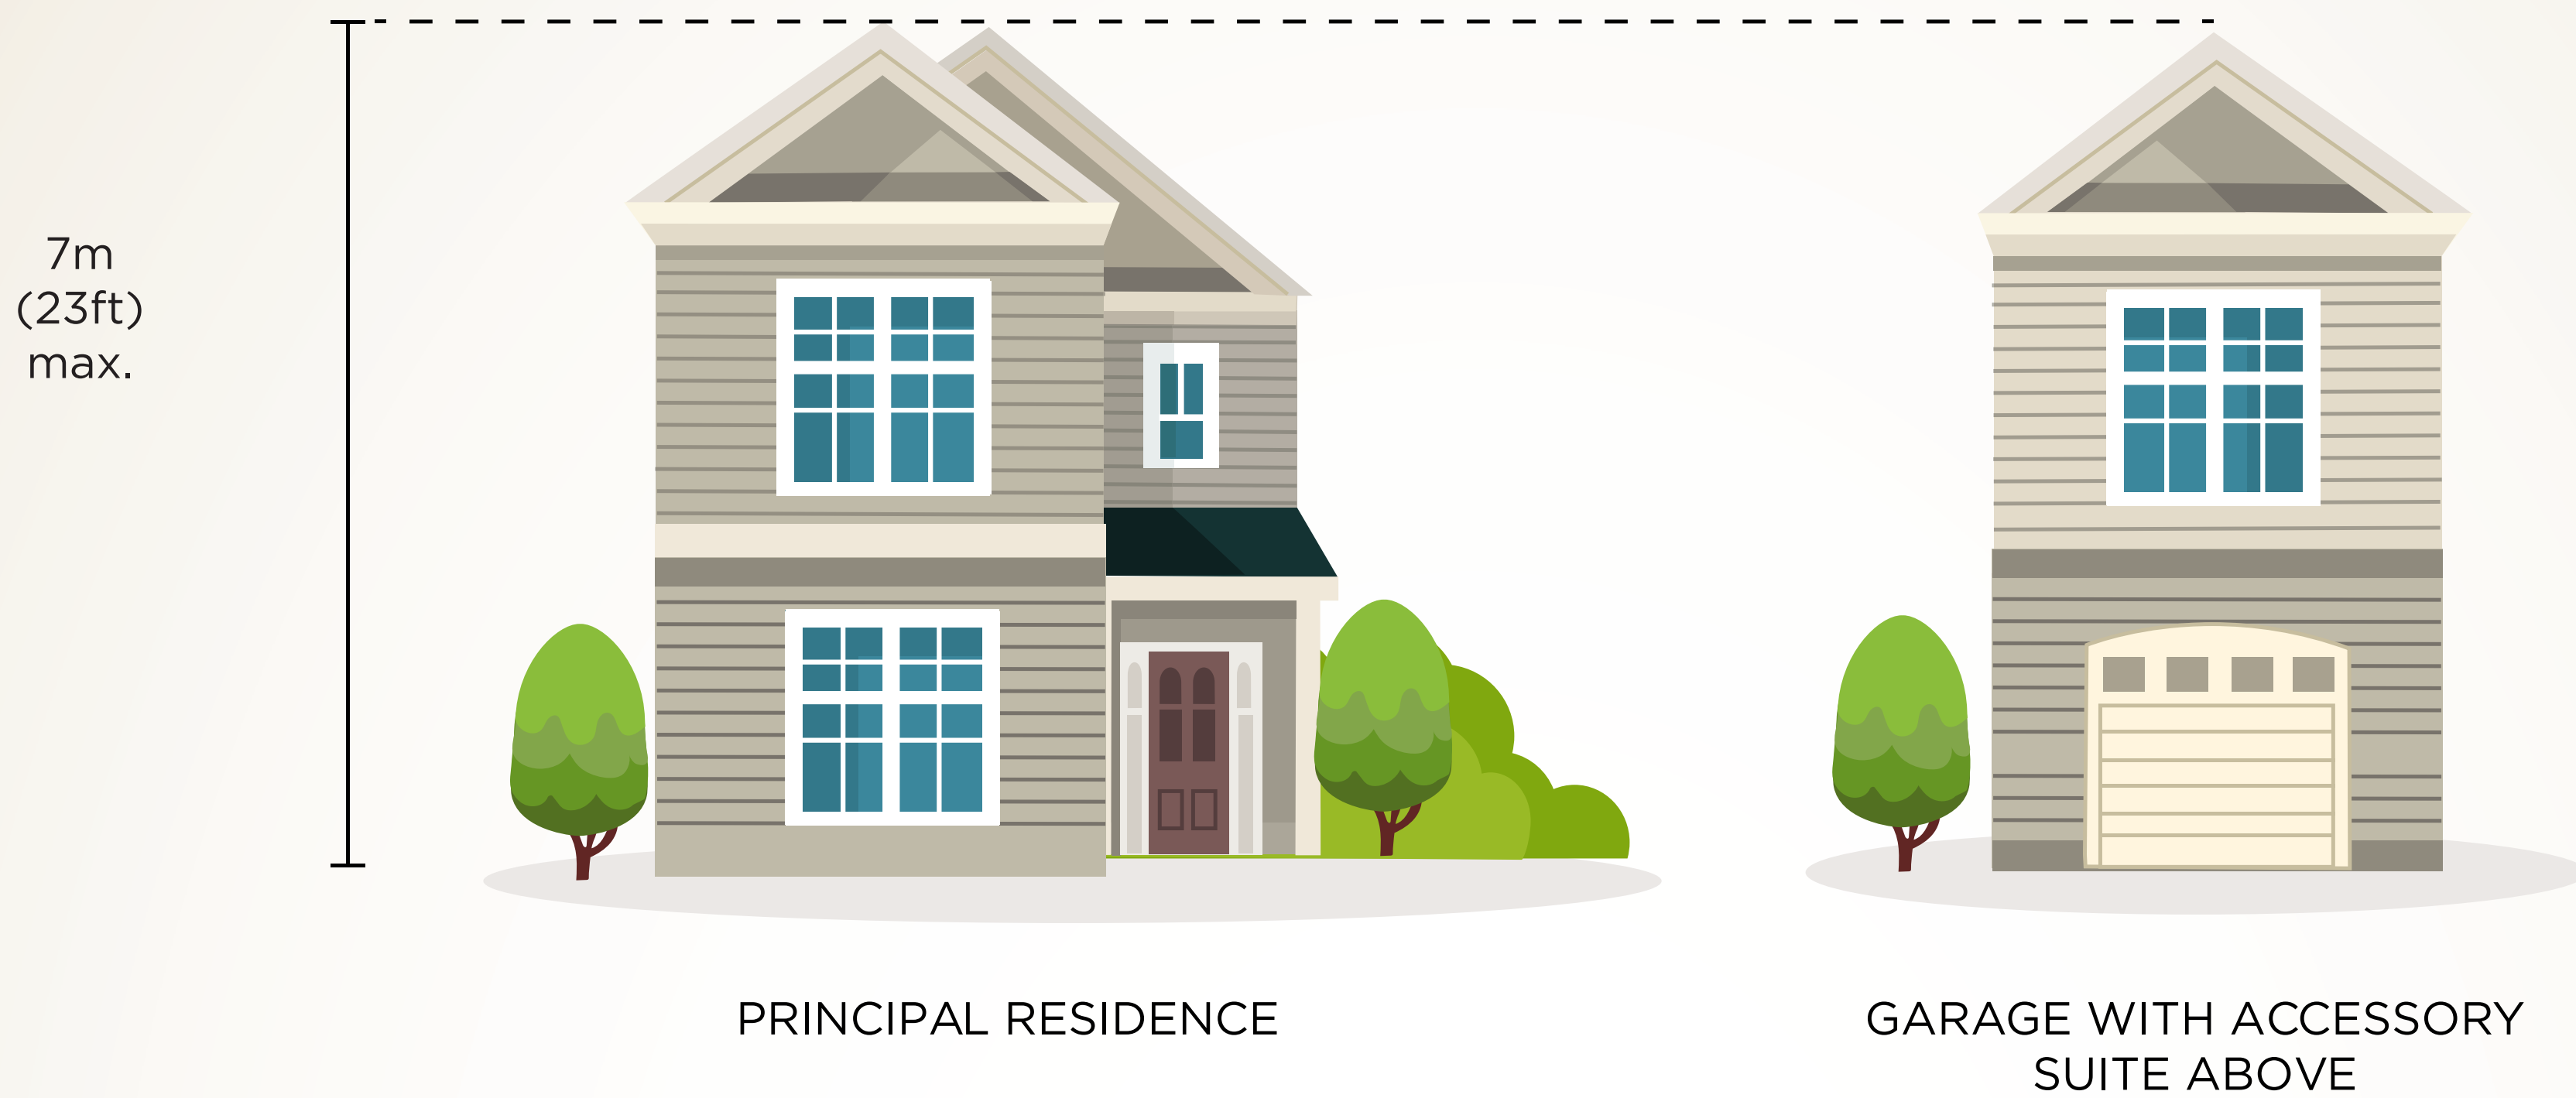 7m
(23ft)
max.
PRINCIPAL RESIDENCE
GARAGE WITH ACCESSORY
SUITE ABOVE